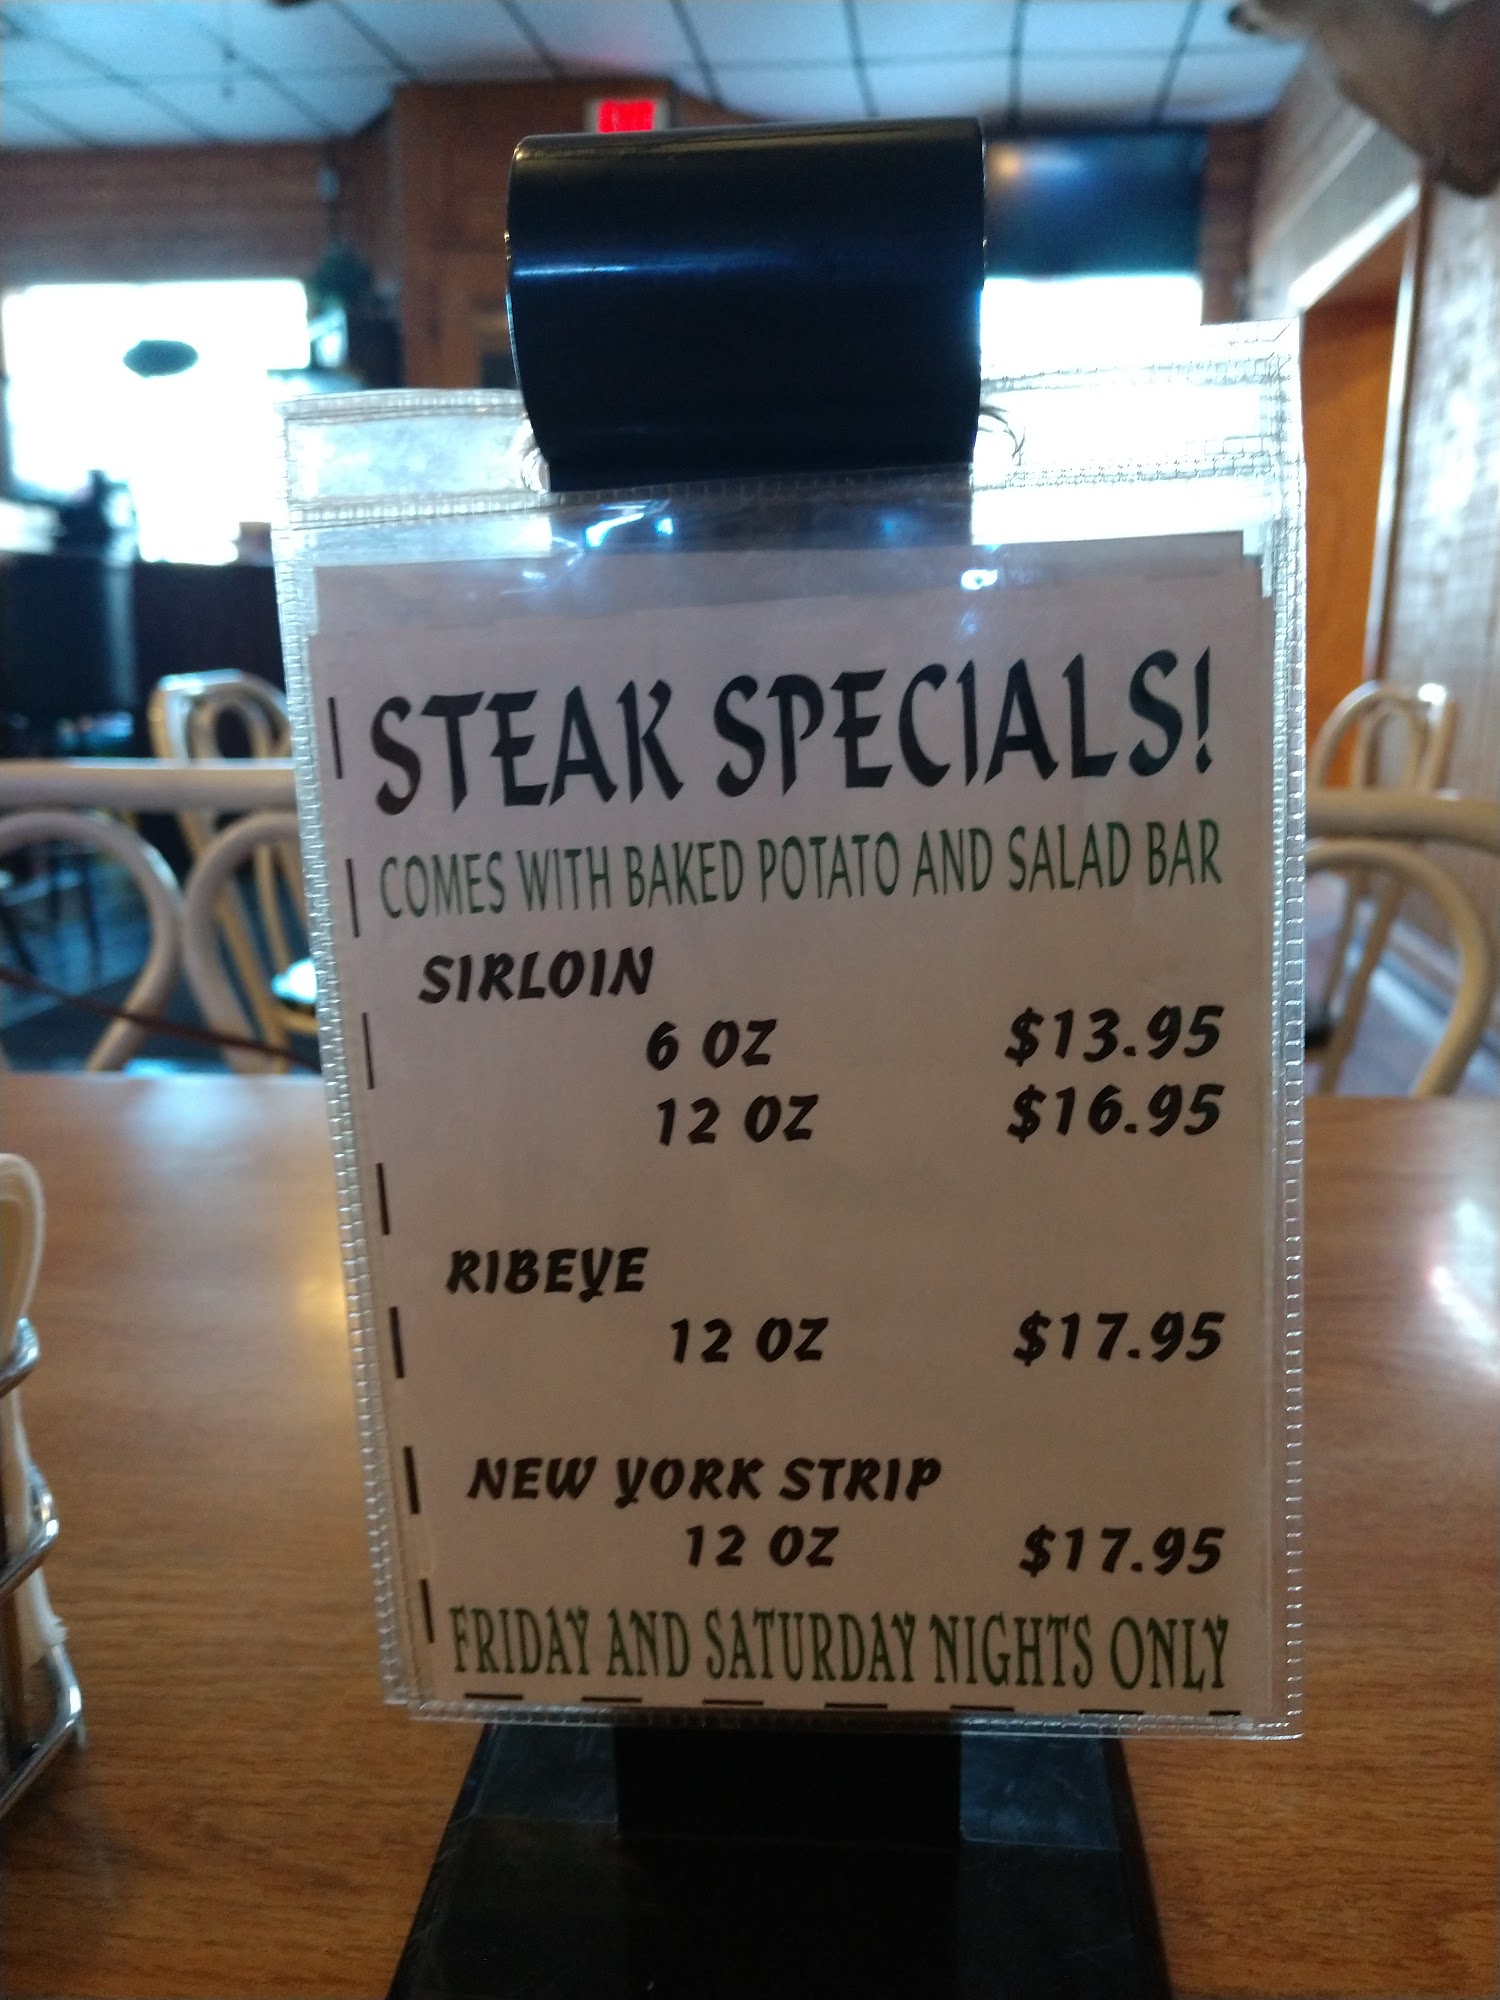 STEAK SPECIALS!
COMES WITH BAKED POTATO AND SALAD BAR
SIRLOIN
6 OZ $13.95
12 OZ $16.95
RIBEYE
12 OZ $17.95
NEW YORK STRIP
12 OZ $17.95
FRIDAY AND SATURDAY NIGHTS ONLY